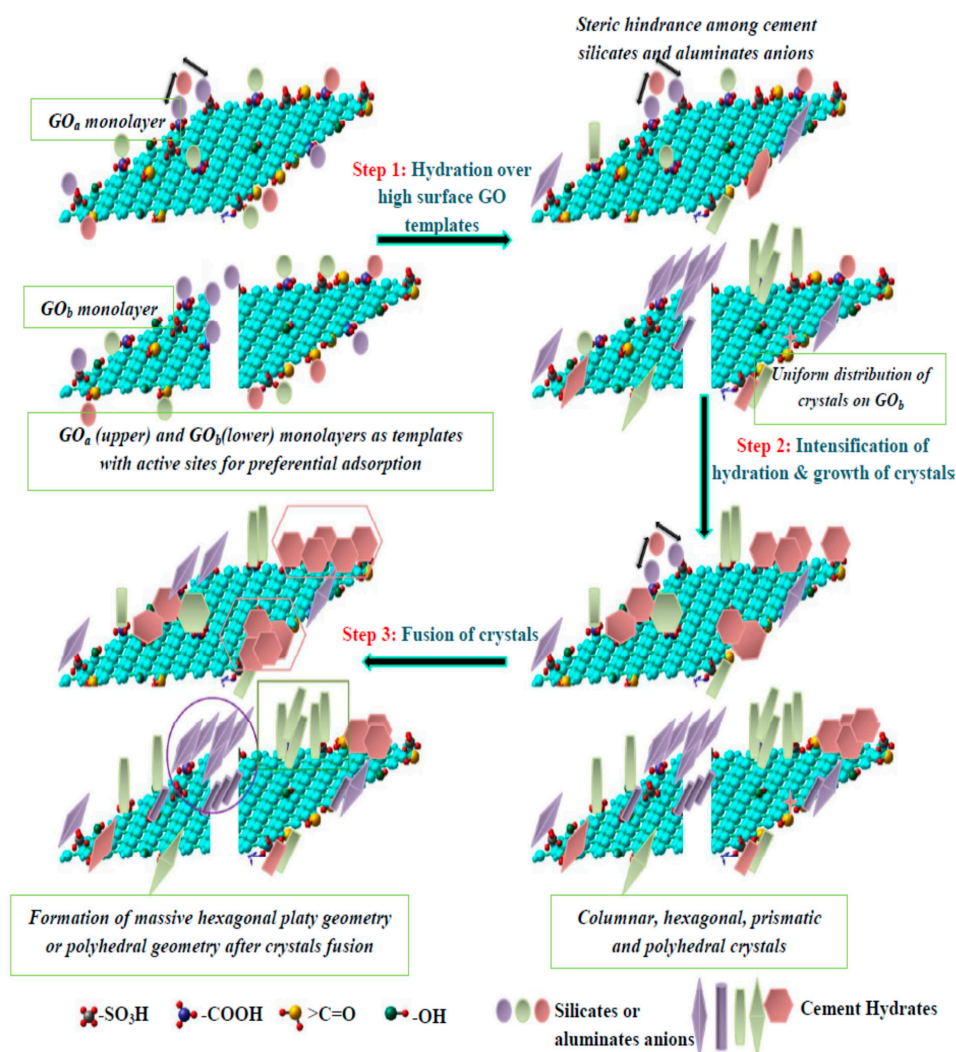 Steric hindrance among cement
silicates and aluminates anions
GOa monolayer
Step 1: Hydration over
high surface GO
templates
GOb monolayer
Uniform distribution of
crystals on GOb
GOa (upper) and GOb(lower) monolayers as templates
with active sites for preferential adsorption
Step 2: Intensification of
hydration & growth of crystals
Step 3: Fusion of crystals
Formation of massive hexagonal platy geometry
or polyhedral geometry after crystals fusion
Columnar, hexagonal, prismatic
and polyhedral crystals
-SO3H
-COOH
>C=O
-OH
Silicates or
aluminates anions
Cement Hydrates